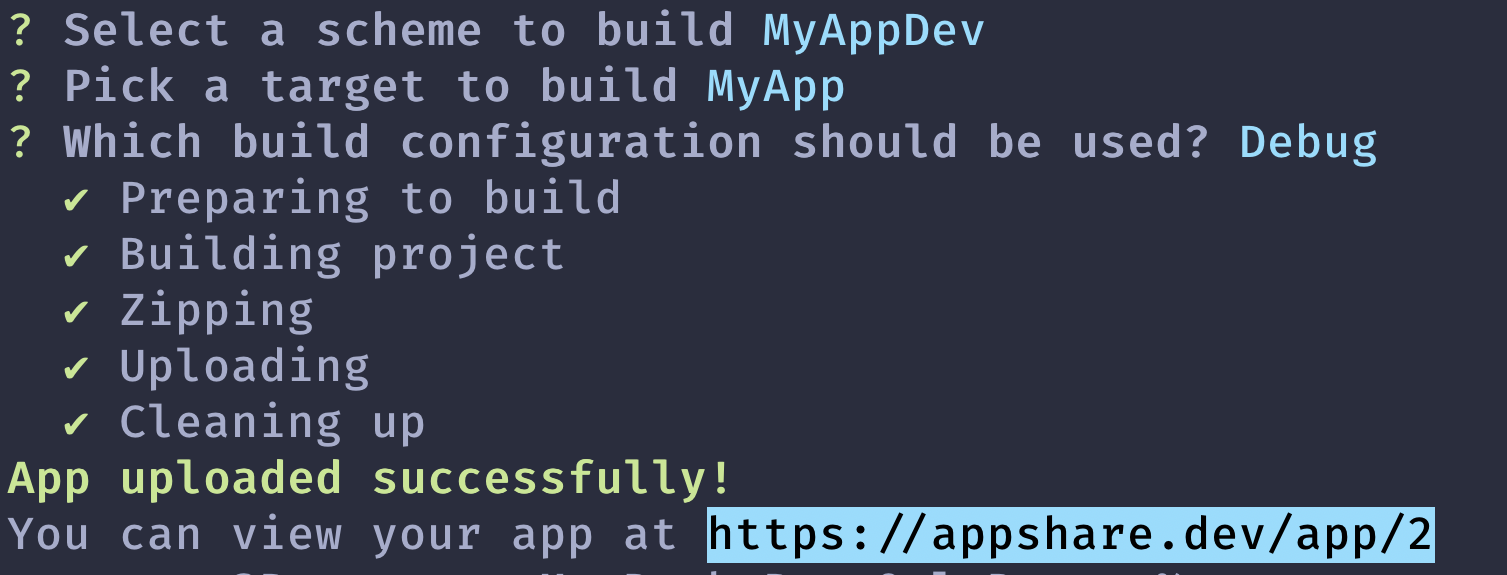 ? Select a scheme to build MyAppDev
? Pick a target to build MyApp
? Which build configuration should be used? Debug
✔ Preparing to build
✔ Building project
✔ Zipping
✔ Uploading
✔ Cleaning up
App uploaded successfully!
You can view your app at https://appshare.dev/app/2